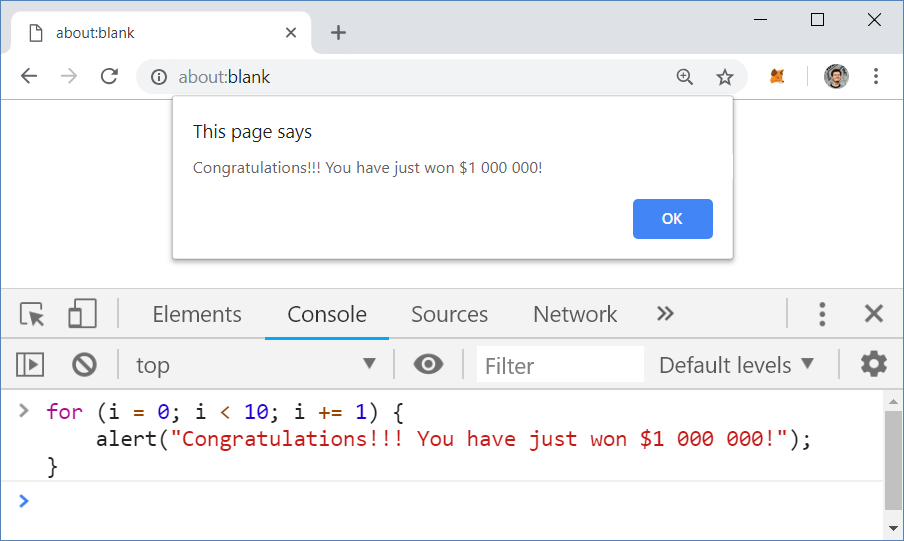 about:blank
about:blank
This page says
Congratulations!!! You have just won $1 000 000!
OK
Elements Console Sources Network
top Filter Default levels
for (i = 0; i < 10; i += 1) {
    alert("Congratulations!!! You have just won $1 000 000!");
}